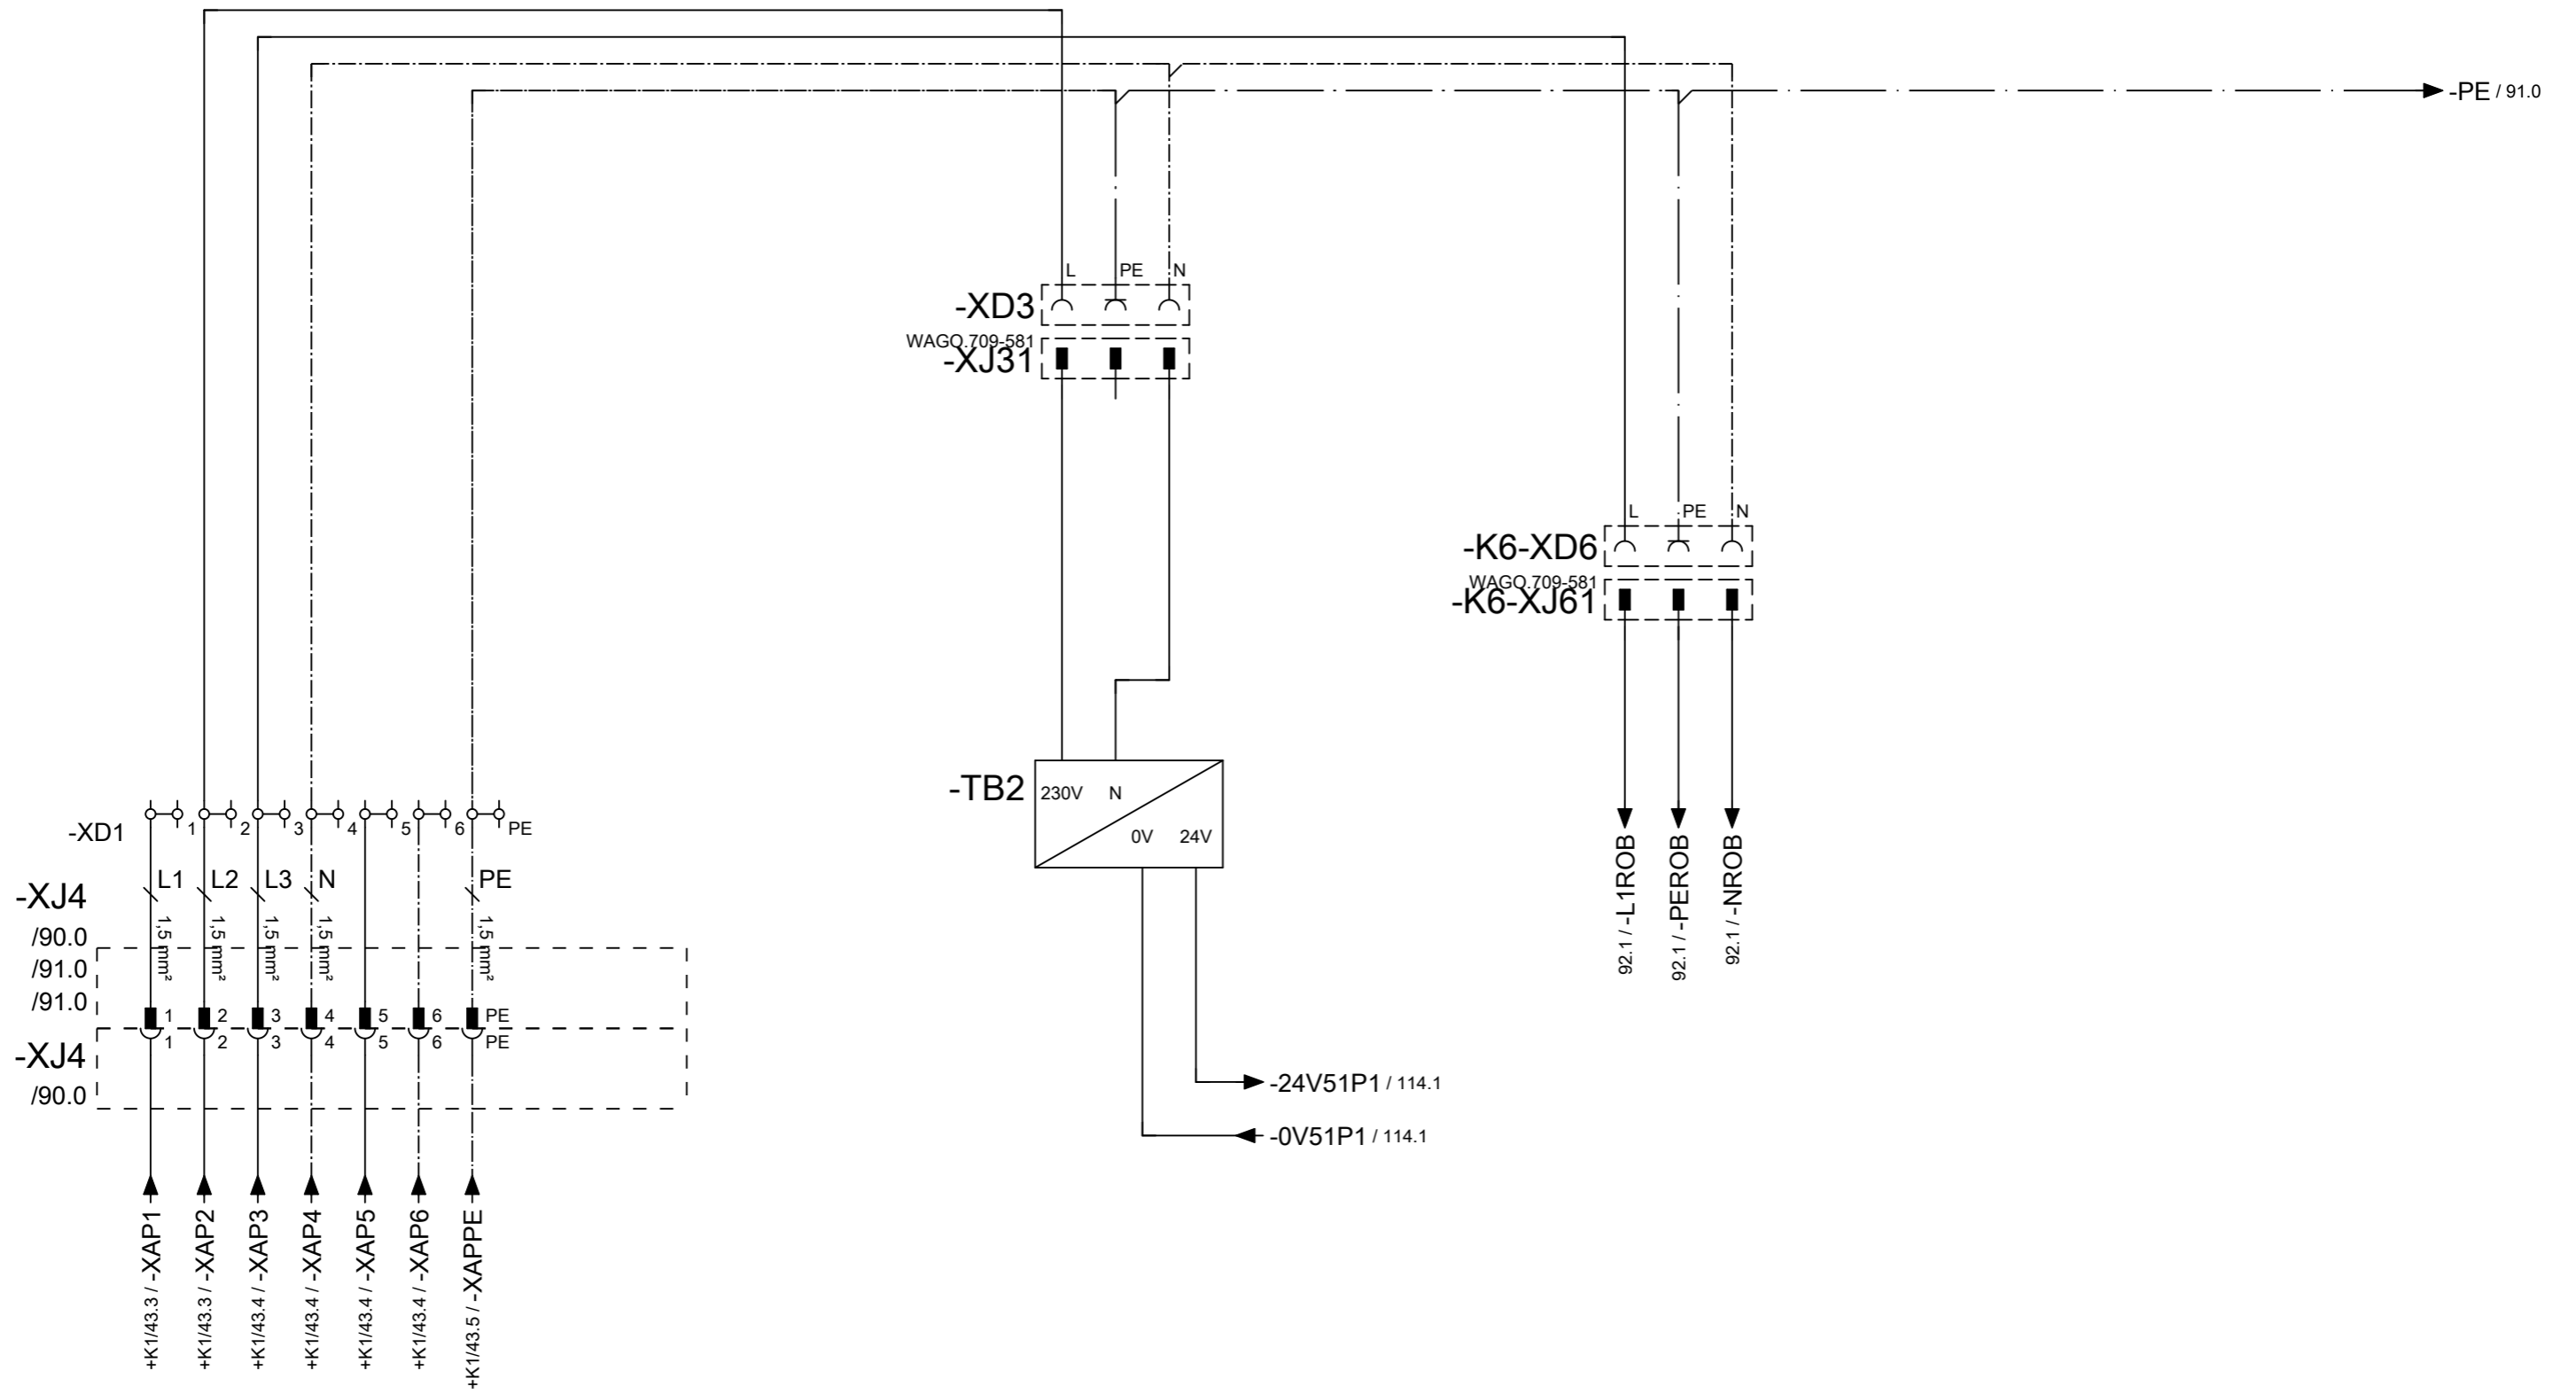 -PE / 91.0
L PE N
-XD3
WAGO.709-581
-XJ31
L PE N
-K6-XD6
WAGO.709-581
-K6-XJ61
-TB2
230V N
0V 24V
-XD1
1 2 3 4 5 6 PE
L1 L2 L3 N PE
-XJ4
1,5 mm² 1,5 mm² 1,5 mm² 1,5 mm² 1,5 mm²
/90.0
/91.0
/91.0
1 2 3 4 5 6 PE
1 2 3 4 5 6 PE
-XJ4
/90.0
92.1 / -L1ROB
92.1 / -PEROB
92.1 / -NROB
-24V51P1 / 114.1
-0V51P1 / 114.1
+K1/43.3 / -XAP1
+K1/43.3 / -XAP2
+K1/43.4 / -XAP3
+K1/43.4 / -XAP4
+K1/43.4 / -XAP5
+K1/43.4 / -XAP6
+K1/43.5 / -XAPPE